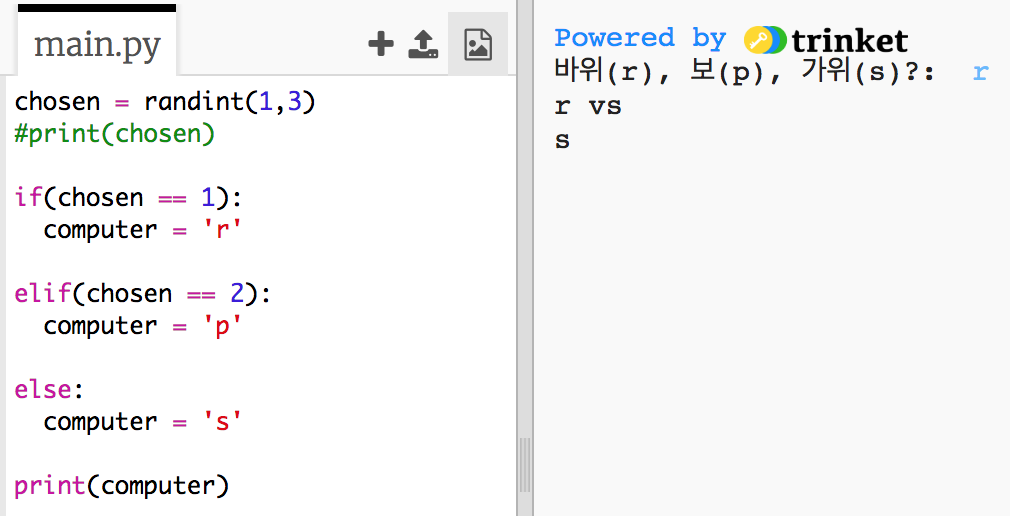 main.py
chosen = randint(1,3)
#print(chosen)
if(chosen == 1):
computer = 'r'
elif(chosen == 2):
computer = 'p'
else:
computer = 's'
print(computer)
Powered by trinket
바위(r), 보(p), 가위(s)?: r
r vs
s